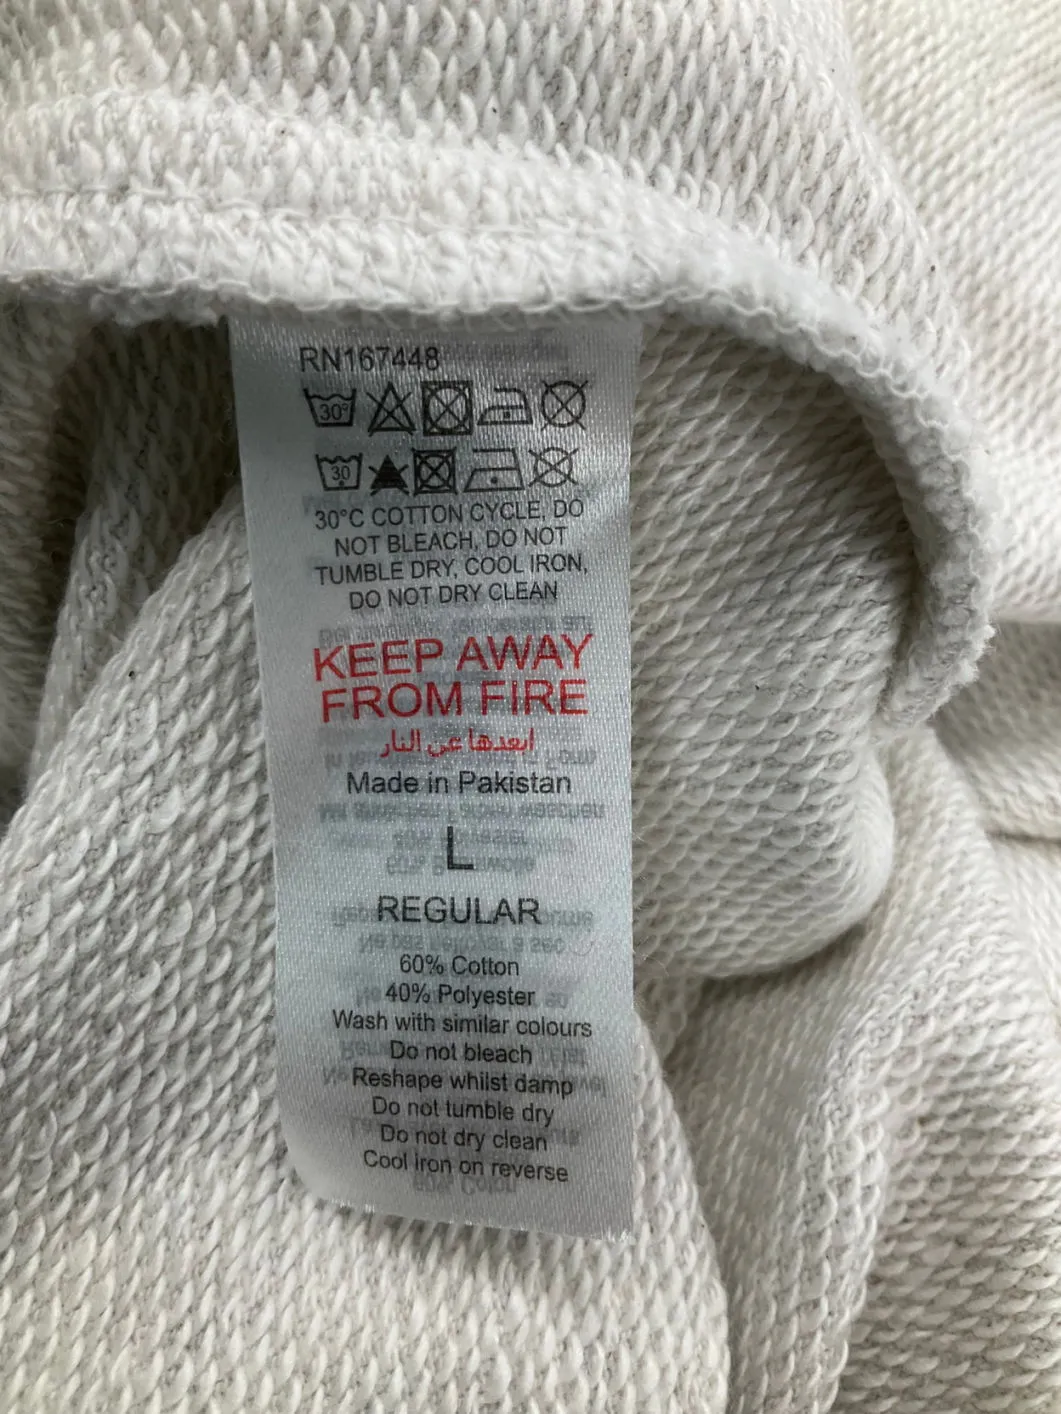 RN167448
30°
30
30°C COTTON CYCLE, DO
NOT BLEACH, DO NOT
TUMBLE DRY, COOL IRON,
DO NOT DRY CLEAN
KEEP AWAY
FROM FIRE
ابعدها عن النار
Made in Pakistan
L
REGULAR
60% Cotton
40% Polyester
Wash with similar colours
Do not bleach
Reshape whilst damp
Do not tumble dry
Do not dry clean
Cool iron on reverse